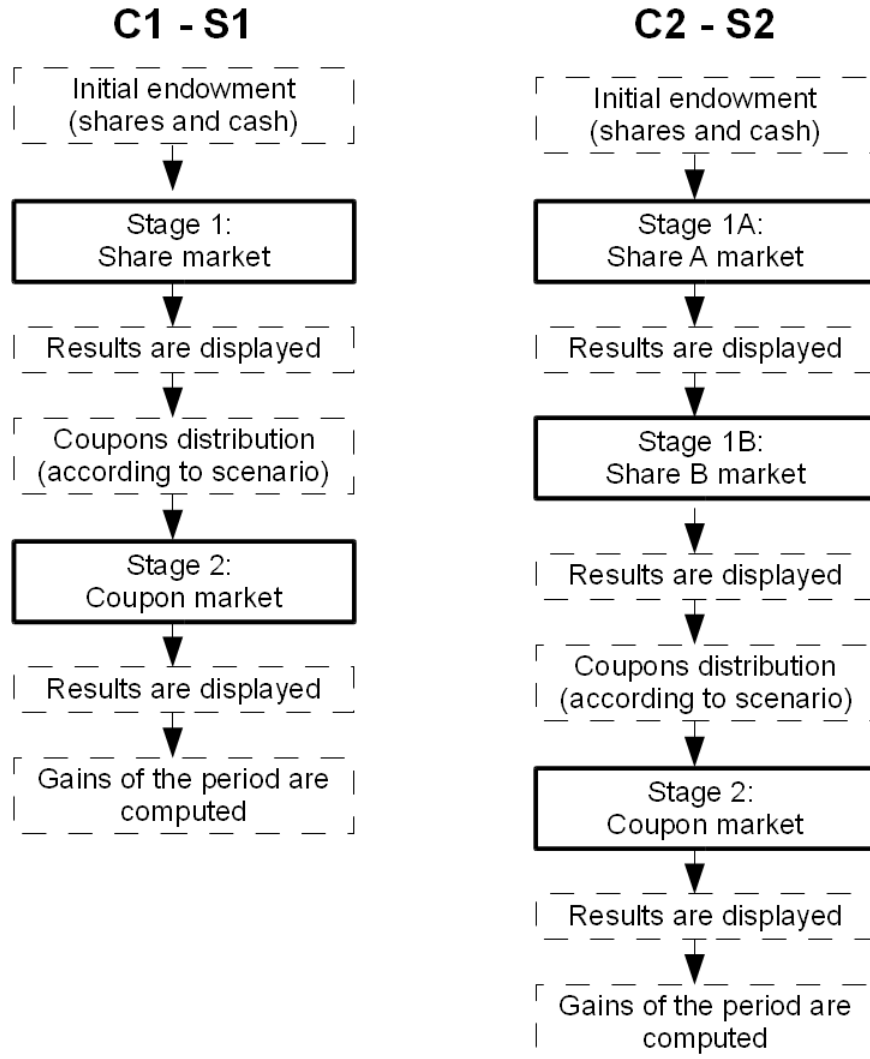 C1 - S1
Initial endowment
(shares and cash)
Stage 1:
Share market
Results are displayed
Coupons distribution
(according to scenario)
Stage 2:
Coupon market
Results are displayed
Gains of the period are
computed
C2 - S2
Initial endowment
(shares and cash)
Stage 1A:
Share A market
Results are displayed
Stage 1B:
Share B market
Results are displayed
Coupons distribution
(according to scenario)
Stage 2:
Coupon market
Results are displayed
Gains of the period are
computed